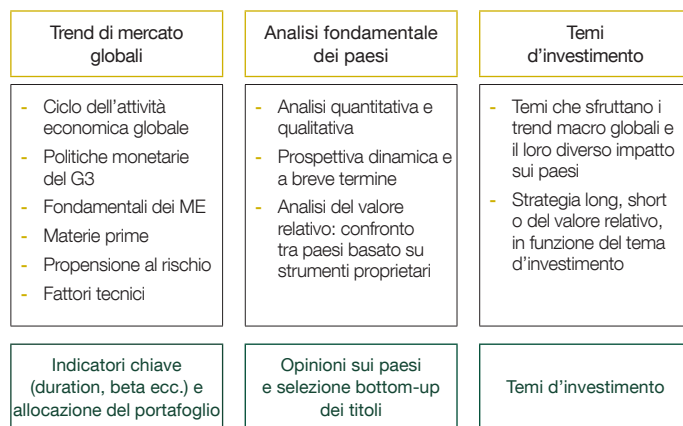 Trend di mercato
globali
- Ciclo dell'attività
economica globale
- Politiche monetarie
del G3
- Fondamentali dei ME
- Materie prime
- Propensione al rischio
- Fattori tecnici
Indicatori chiave
(duration, beta ecc.) e
allocazione del portafoglio
Analisi fondamentale
dei paesi
- Analisi quantitativa e
qualitativa
- Prospettiva dinamica e
a breve termine
- Analisi del valore
relativo: confronto
tra paesi basato su
strumenti proprietari
Opinioni sui paesi
e selezione bottom-up
dei titoli
Temi
d'investimento
- Temi che sfruttano i
trend macro globali e
il loro diverso impatto
sui paesi
- Strategia long, short
o del valore relativo,
in funzione del tema
d'investimento
Temi d'investimento